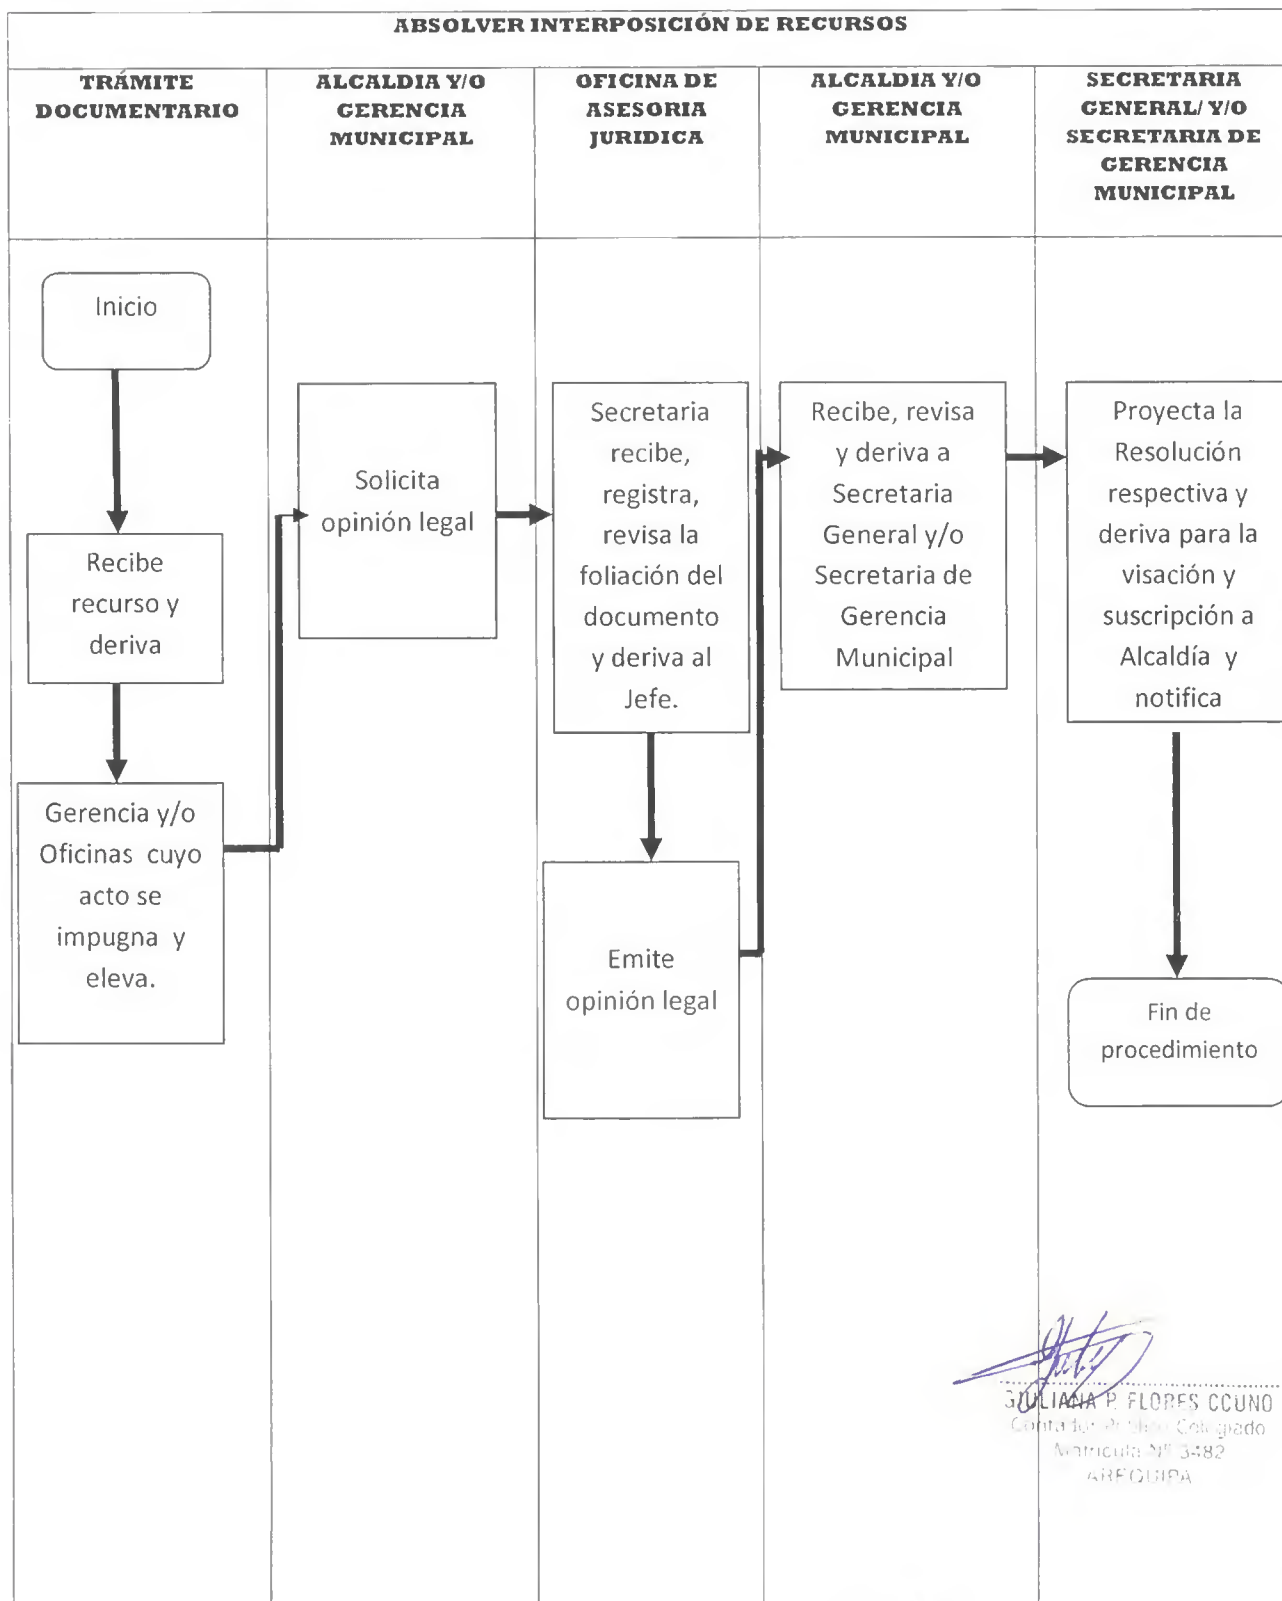 ABSOLVER INTERPOSICIÓN DE RECURSOS
TRÁMITE
DOCUMENTARIO
ALCALDIA Y/O
GERENCIA
MUNICIPAL
OFICINA DE
ASESORIA
JURIDICA
ALCALDIA Y/O
GERENCIA
MUNICIPAL
SECRETARIA
GENERAL/ Y/O
SECRETARIA DE
GERENCIA
MUNICIPAL
Inicio
Recibe
recurso y
deriva
Gerencia y/o
Oficinas cuyo
acto se
impugna y
eleva.
Solicita
opinión legal
Secretaria
recibe,
registra,
revisa la
foliación del
documento
y deriva al
Jefe.
Emite
opinión legal
Recibe, revisa
y deriva a
Secretaria
General y/o
Secretaria de
Gerencia
Municipal
Proyecta la
Resolución
respectiva y
deriva para la
visación y
suscripción a
Alcaldía y
notifica
Fin de
procedimiento
GIULIANA P. FLORES CCUNO
Contador Público Colegiado
Matricula Nº 3482
AREQUIPA